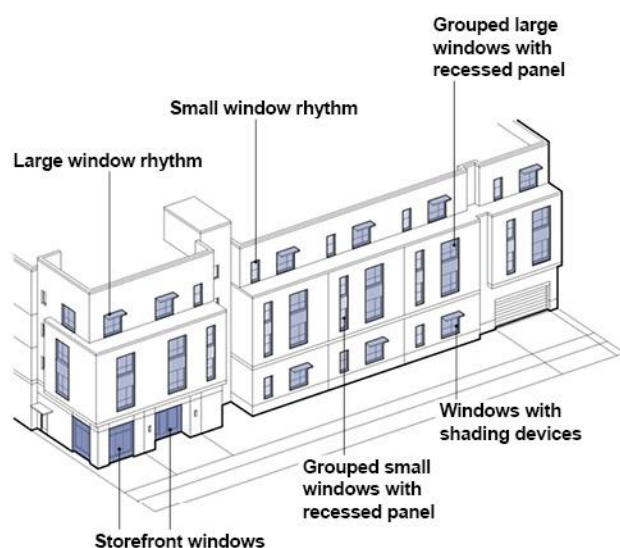 Grouped large
windows with
recessed panel
Small window rhythm
Large window rhythm
Windows with
shading devices
Grouped small
windows with
recessed panel
Storefront windows